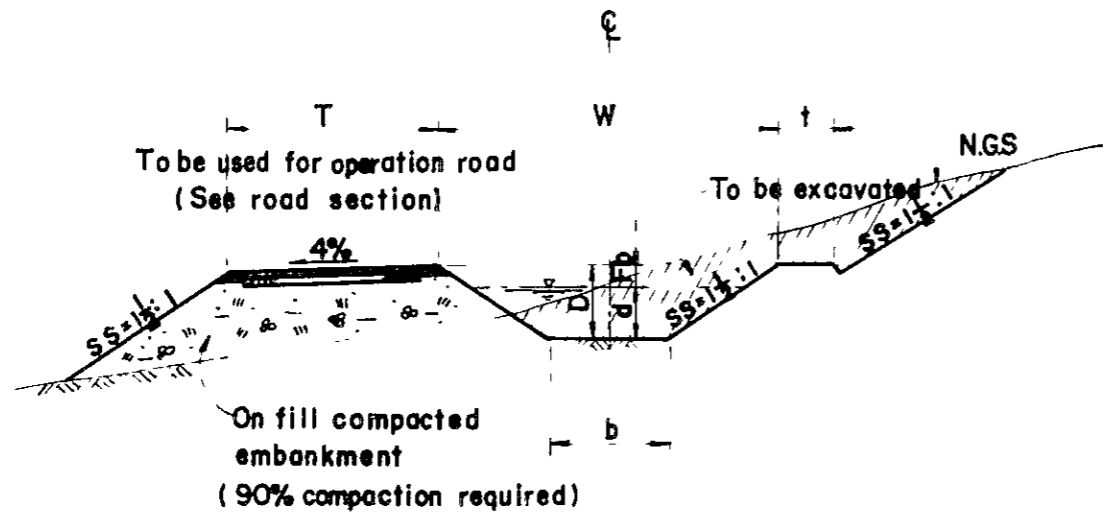 ℄
T
W
t
To be used for operation road
(See road section)
N.G.S
To be excavated
4%
SS=1½:1
SS=1½:1
SS=1½:1
Fb
D
d
b
On fill compacted
embankment
(90% compaction required)